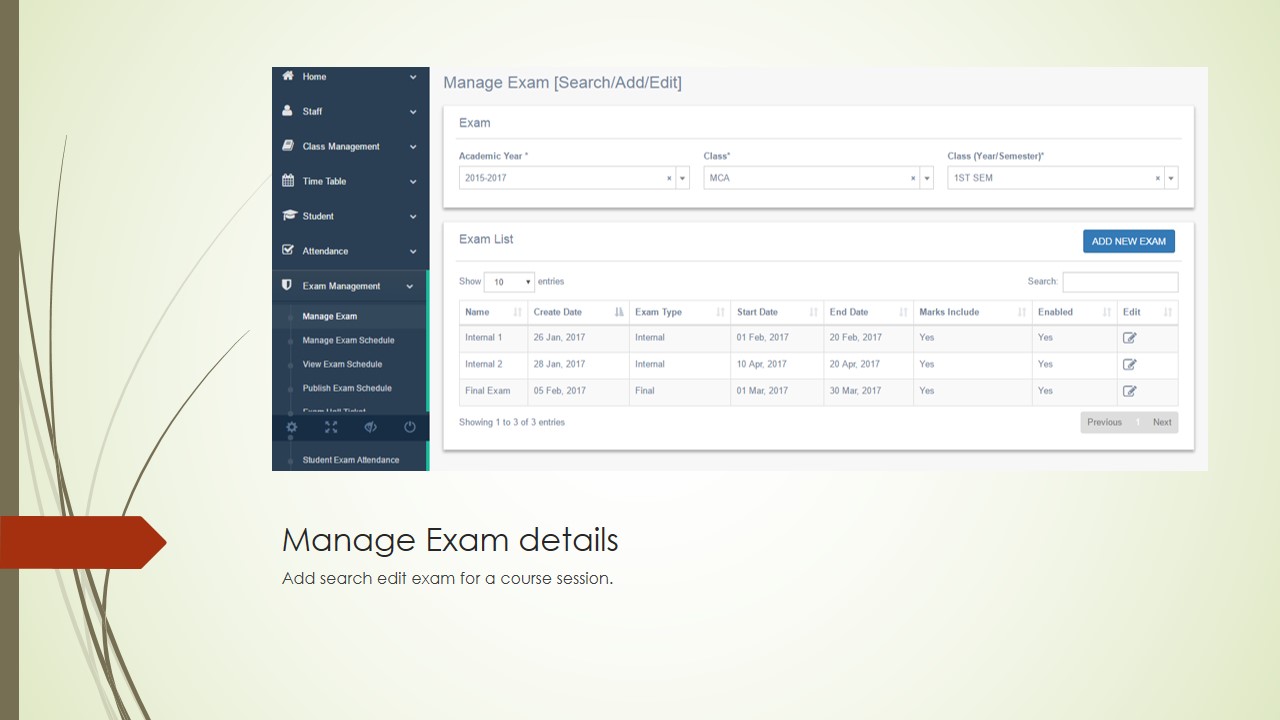 Home
Staff
Class Management
Time Table
Student
Attendance
Exam Management
Manage Exam
Manage Exam Schedule
View Exam Schedule
Publish Exam Schedule
Exam Hall Ticket
Student Exam Attendance
Manage Exam [Search/Add/Edit]
Exam
Academic Year * Class* Class (Year/Semester)*
2015-2017 × MCA × 1ST SEM ×
Exam List ADD NEW EXAM
Show 10 entries Search:
Name Create Date Exam Type Start Date End Date Marks Include Enabled Edit
Internal 1 26 Jan, 2017 Internal 01 Feb, 2017 20 Feb, 2017 Yes Yes
Internal 2 28 Jan, 2017 Internal 10 Apr, 2017 20 Apr, 2017 Yes Yes
Final Exam 05 Feb, 2017 Final 01 Mar, 2017 30 Mar, 2017 Yes Yes
Showing 1 to 3 of 3 entries Previous 1 Next
Manage Exam details
Add search edit exam for a course session.